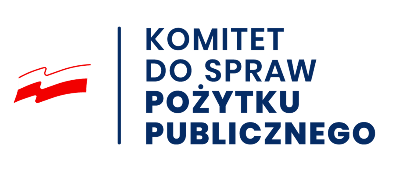 KOMITET
DO SPRAW
POŻYTKU
PUBLICZNEGO